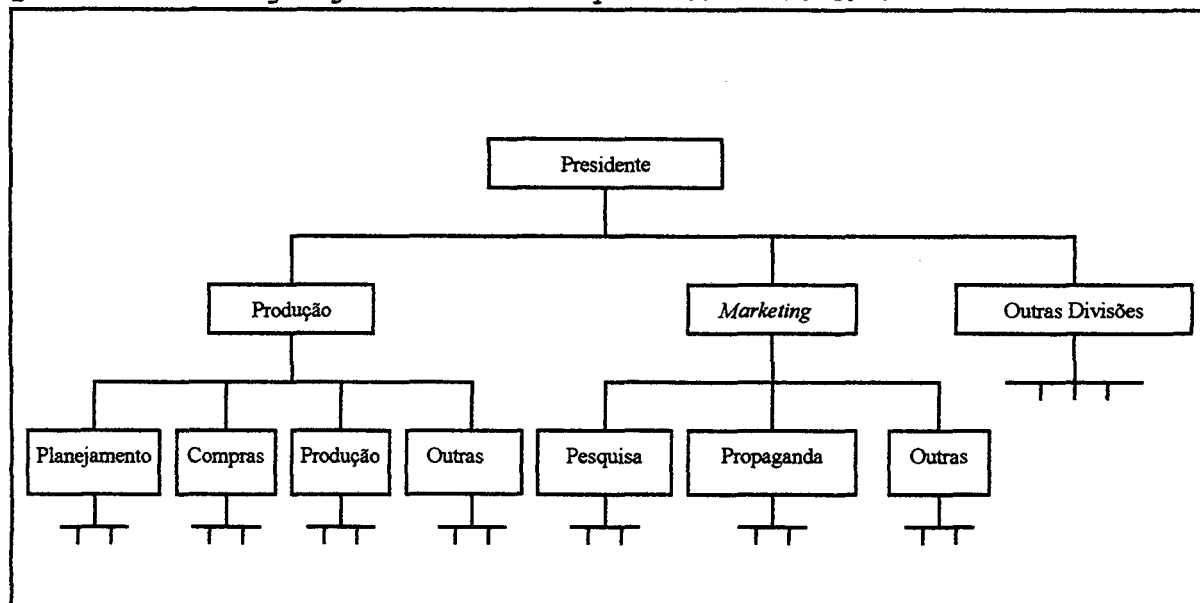 Presidente
Produção
Marketing
Outras Divisões
Planejamento
Compras
Produção
Outras
Pesquisa
Propaganda
Outras